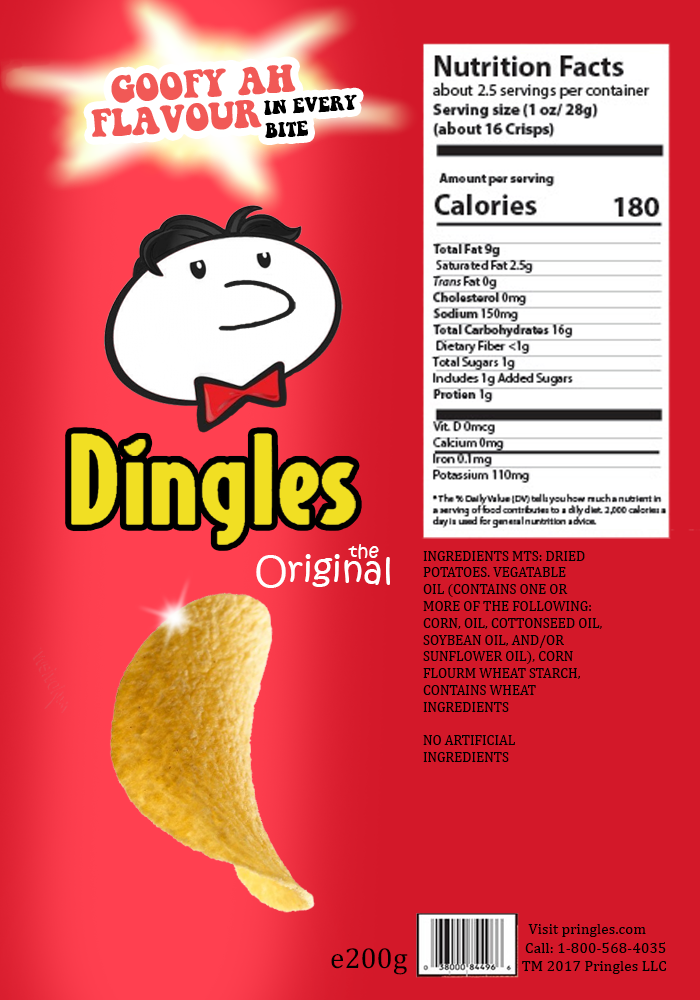 GOOFY AH
FLAVOUR IN EVERY
BITE
Dingles
the
Original
e200g
Nutrition Facts
about 2.5 servings per container
Serving size (1 oz/ 28g)
(about 16 Crisps)
Amount per serving
Calories 180
Total Fat 9g
Saturated Fat 2.5g
Trans Fat 0g
Cholesterol 0mg
Sodium 150mg
Total Carbohydrates 16g
Dietary Fiber <1g
Total Sugars 1g
Includes 1g Added Sugars
Protien 1g
Vit. D 0mcg
Calcium 0mg
Iron 0.1mg
Potassium 110mg
*The % Daily Value (DV) tells you how much a nutrient in
a serving of food contributes to a dily diet. 2,000 calories a
day is used for general nuntrition advice.
INGREDIENTS MTS: DRIED
POTATOES. VEGATABLE
OIL (CONTAINS ONE OR
MORE OF THE FOLLOWING:
CORN, OIL, COTTONSEED OIL,
SOYBEAN OIL, AND/OR
SUNFLOWER OIL), CORN
FLOURM WHEAT STARCH,
CONTAINS WHEAT
INGREDIENTS
NO ARTIFICIAL
INGREDIENTS
0 38000 84496 6
Visit pringles.com
Call: 1-800-568-4035
TM 2017 Pringles LLC